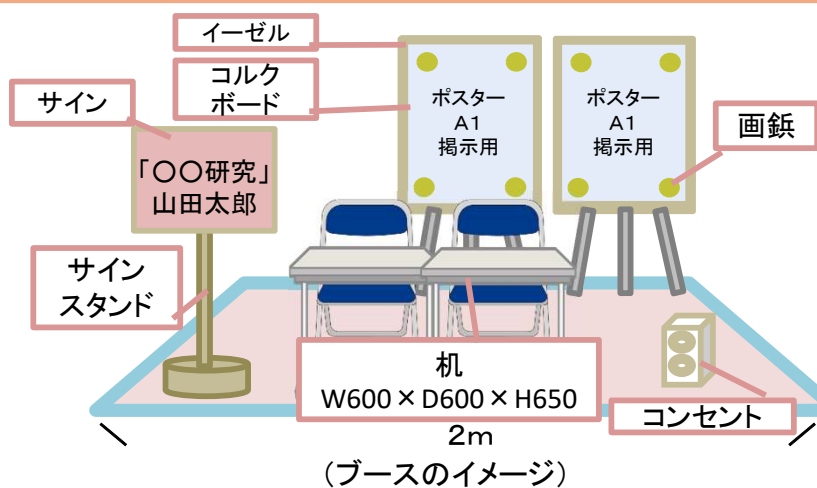 イーゼル
コルク
ボード
サイン
ポスター
A1
掲示用
ポスター
A1
掲示用
画鋲
「〇〇研究」
山田太郎
サイン
スタンド
机
W600×D600×H650
コンセント
2m
(ブースのイメージ)